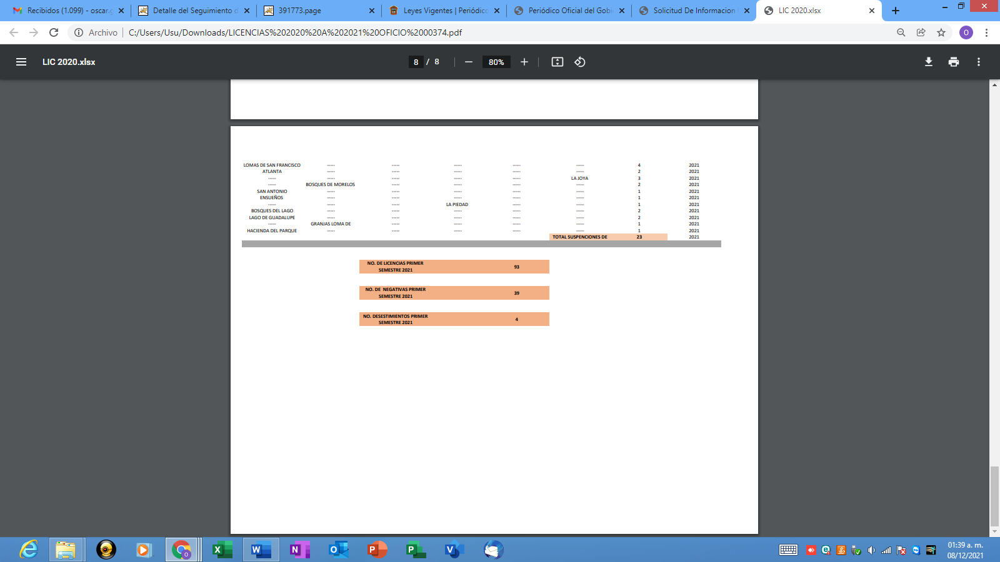 Recibidos (1.099) - oscar.g
Detalle del Seguimiento d
391773.page
Leyes Vigentes | Periódico
Periódico Oficial del Gobi
Solicitud De Informacion
LIC 2020.xlsx
Archivo
C:/Users/Usu/Downloads/LICENCIAS%202020%20A%202021%20OFICIO%2000374.pdf
O
LIC 2020.xlsx
8 / 8
80%
LOMAS DE SAN FRANCISCO ----- ----- ----- ----- ----- 4 2021
ATLANTA ----- ----- ----- ----- ----- 2 2021
----- ----- ----- ----- ----- LA JOYA 3 2021
----- BOSQUES DE MORELOS ----- ----- ----- ----- 2 2021
SAN ANTONIO ----- ----- ----- ----- ----- 1 2021
ENSUEÑOS ----- ----- ----- ----- ----- 1 2021
----- ----- ----- LA PIEDAD ----- ----- 1 2021
BOSQUES DEL LAGO ----- ----- ----- ----- ----- 2 2021
LAGO DE GUADALUPE ----- ----- ----- ----- ----- 2 2021
----- GRANJAS LOMA DE ----- ----- ----- ----- 1 2021
HACIENDA DEL PARQUE ----- ----- ----- ----- ----- 1 2021
TOTAL SUSPENCIONES DE 23 2021
NO. DE LICENCIAS PRIMER
SEMESTRE 2021
93
NO. DE NEGATIVAS PRIMER
SEMESTRE 2021
39
NO. DESESTIMIENTOS PRIMER
SEMESTRE 2021
4
01:39 a. m.
08/12/2021